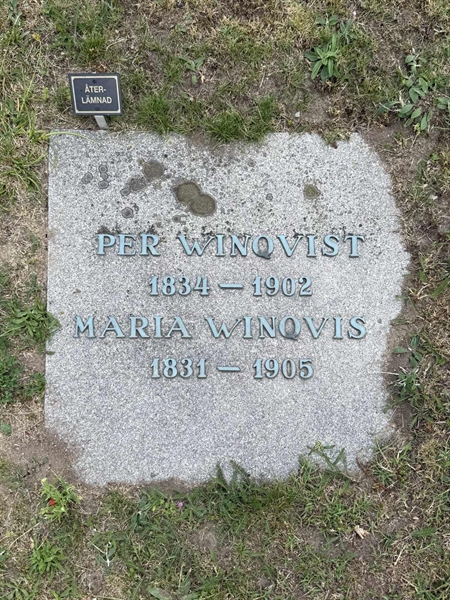 ÅTER-
LÄMNAD
PER WINQVIST
1834 – 1902
MARIA WINQVIS
1831 – 1905